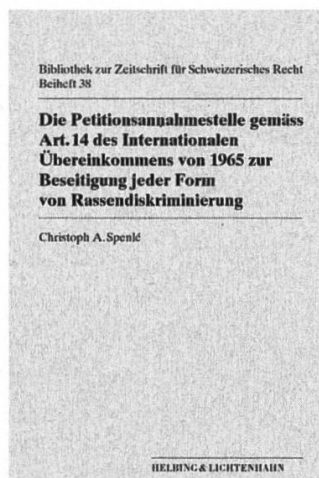 Bibliothek zur Zeitschrift für Schweizerisches Recht
Beiheft 38
Die Petitionsannahmestelle gemäss
Art. 14 des Internationalen
Übereinkommens von 1965 zur
Beseitigung jeder Form
von Rassendiskriminierung
Christoph A. Spenlé
HELBING & LICHTENHAHN